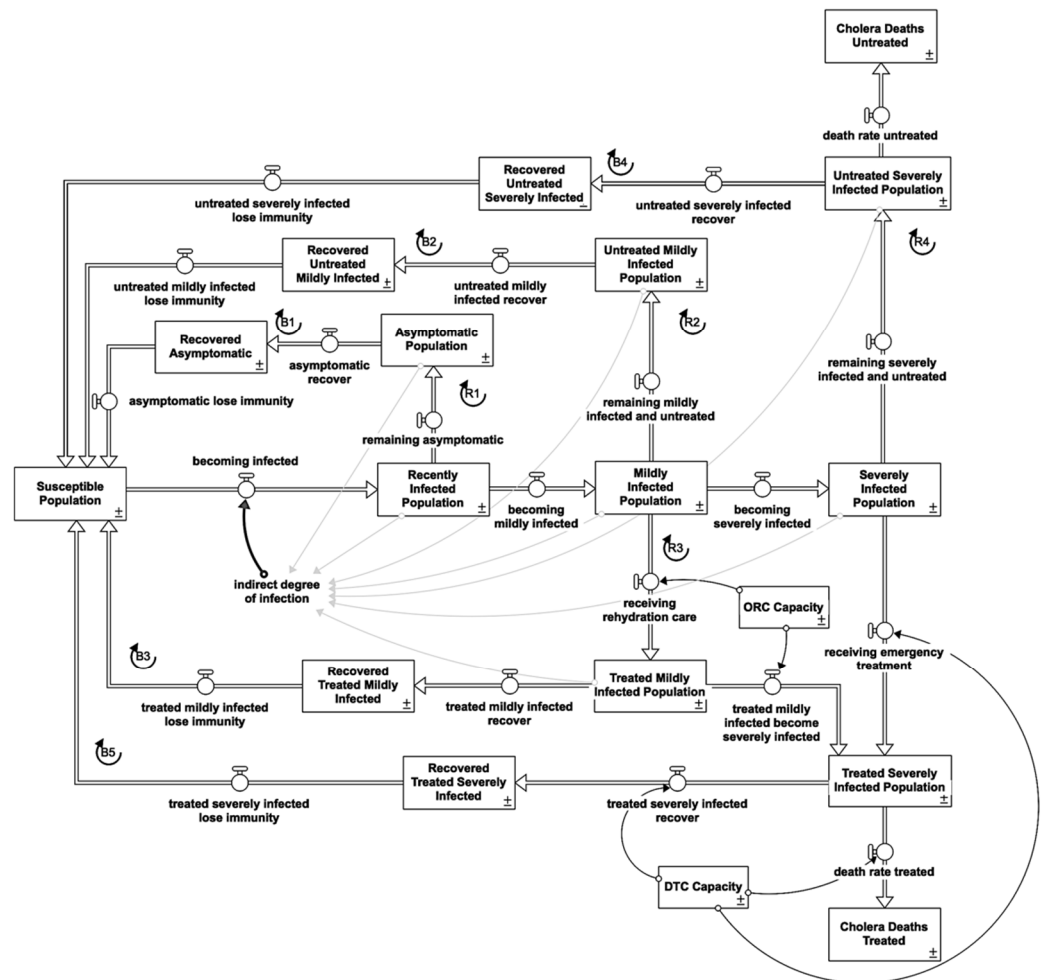 Cholera Deaths
Untreated
±
death rate untreated
Recovered
Untreated
Severely Infected
–
B4
Untreated Severely
Infected Population
±
untreated severely infected
lose immunity
untreated severely infected
recover
R4
Recovered
Untreated
Mildly Infected
±
B2
Untreated Mildly
Infected Population
±
untreated mildly infected
lose immunity
untreated mildly
infected recover
R2
Recovered
Asymptomatic
±
B1
Asymptomatic
Population
±
asymptomatic
recover
remaining severely
infected and untreated
asymptomatic lose immunity
R1
remaining mildly
infected and untreated
remaining asymptomatic
becoming infected
Susceptible
Population
±
Recently
Infected
Population
±
becoming
mildly infected
Mildly
Infected
Population
±
becoming
severely infected
Severely
Infected
Population
±
R3
indirect degree
of infection
receiving
rehydration care
ORC Capacity
±
receiving emergency
treatment
B3
Recovered
Treated Mildly
Infected
±
Treated Mildly
Infected Population
±
treated mildly infected
lose immunity
treated mildly infected
recover
treated mildly
infected become
severely infected
B5
Recovered
Treated Severely
Infected
±
Treated Severely
Infected Population
±
treated severely infected
lose immunity
treated severely infected
recover
death rate treated
DTC Capacity
±
Cholera Deaths
Treated
±